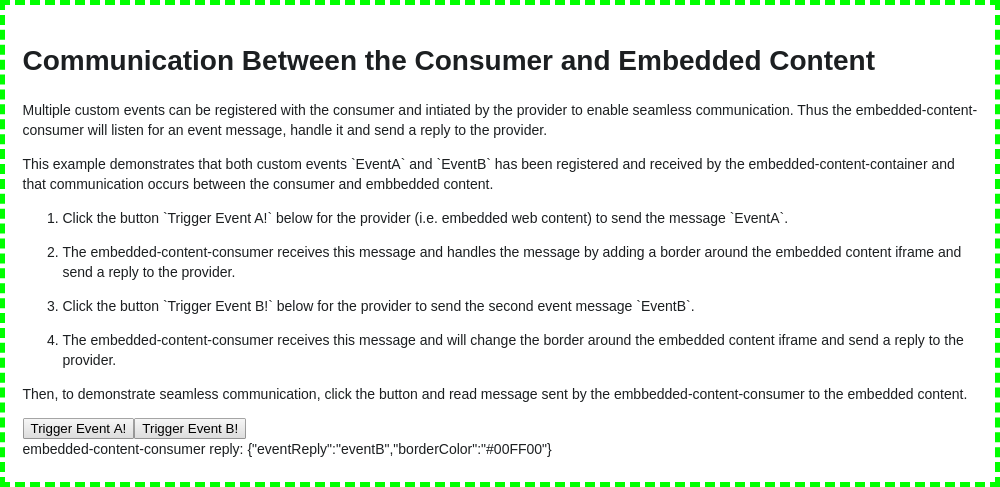 Communication Between the Consumer and Embedded Content
Multiple custom events can be registered with the consumer and intiated by the provider to enable seamless communication. Thus the embedded-content-
consumer will listen for an event message, handle it and send a reply to the provider.
This example demonstrates that both custom events `EventA` and `EventB` has been registered and received by the embedded-content-container and
that communication occurs between the consumer and embbedded content.
1. Click the button `Trigger Event A!` below for the provider (i.e. embedded web content) to send the message `EventA`.
2. The embedded-content-consumer receives this message and handles the message by adding a border around the embedded content iframe and
send a reply to the provider.
3. Click the button `Trigger Event B!` below for the provider to send the second event message `EventB`.
4. The embedded-content-consumer receives this message and will change the border around the embedded content iframe and send a reply to the
provider.
Then, to demonstrate seamless communication, click the button and read message sent by the embbedded-content-consumer to the embedded content.
Trigger Event A! Trigger Event B!
embedded-content-consumer reply: {"eventReply":"eventB","borderColor":"#00FF00"}